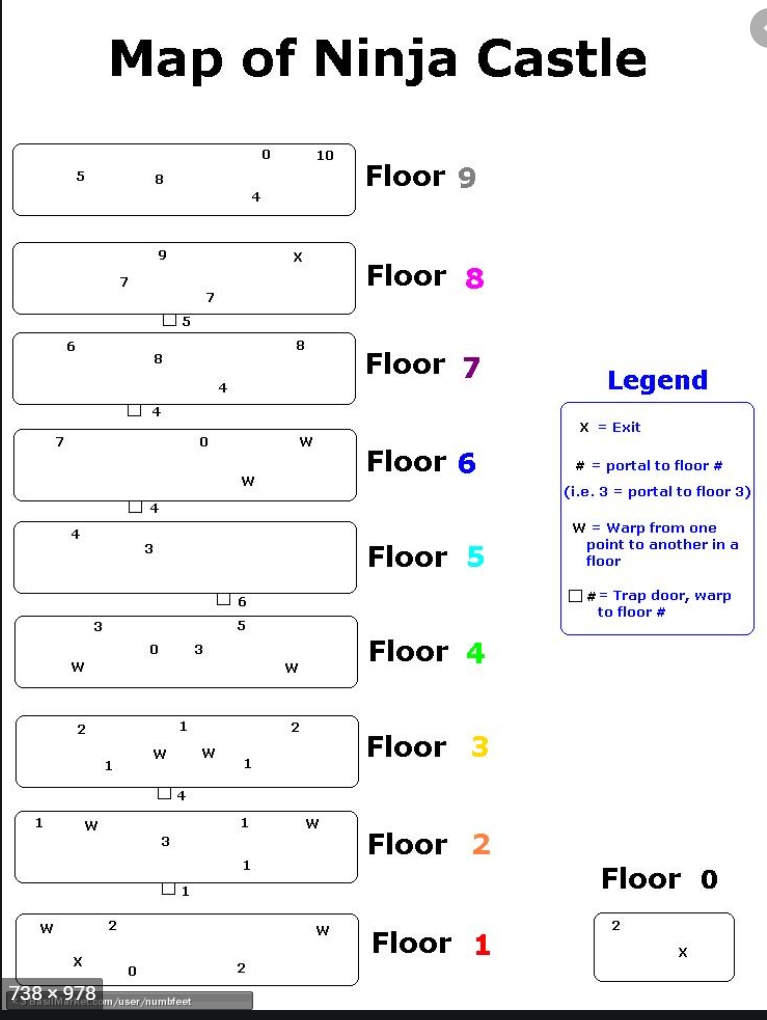 Map of Ninja Castle
0 10
5 8
4
Floor 9
9 X
7
7
Floor 8
5
6 8
8
4
Floor 7
4
7 0 W
W
Floor 6
4
4
3
Floor 5
6
3 5
0 3
W W
Floor 4
2 1 2
W W
1 1
Floor 3
4
1 W 1 W
3
1
Floor 2
1
W 2 W
X
0 2
Floor 1
Legend
X = Exit
# = portal to floor #
(i.e. 3 = portal to floor 3)
W = Warp from one
point to another in a
floor
# = Trap door, warp
to floor #
Floor 0
2
X
738 × 978
com/user/numbfeet